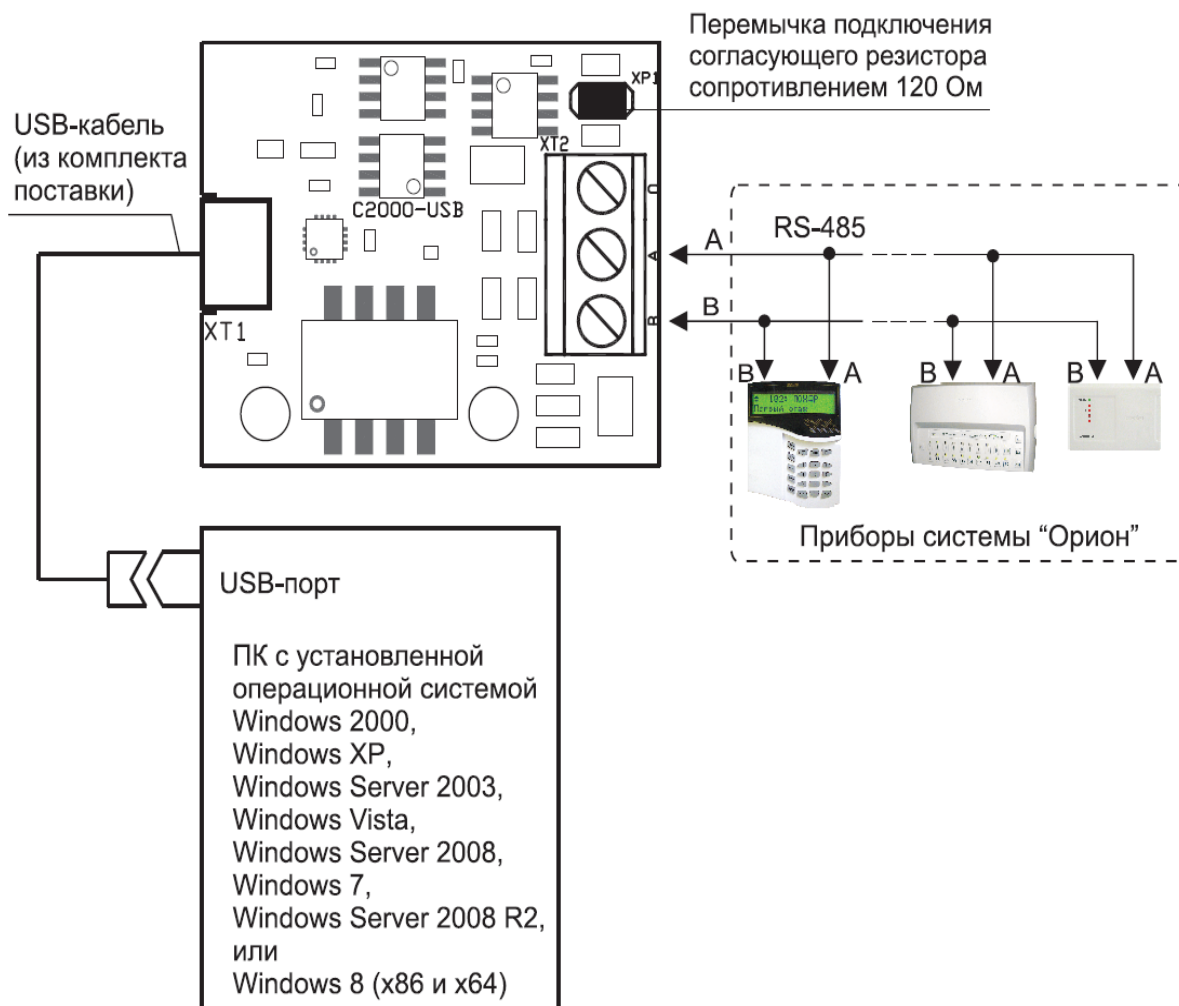 Перемычка подключения
согласующего резистора
сопротивлением 120 Ом
XP1
USB-кабель
(из комплекта
поставки)
XT2
C2000-USB
C
A
B
XT1
A
RS-485
B
B
A
B
A
B
A
Приборы системы “Орион”
USB-порт
ПК с установленной
операционной системой
Windows 2000,
Windows XP,
Windows Server 2003,
Windows Vista,
Windows Server 2008,
Windows 7,
Windows Server 2008 R2,
или
Windows 8 (x86 и x64)